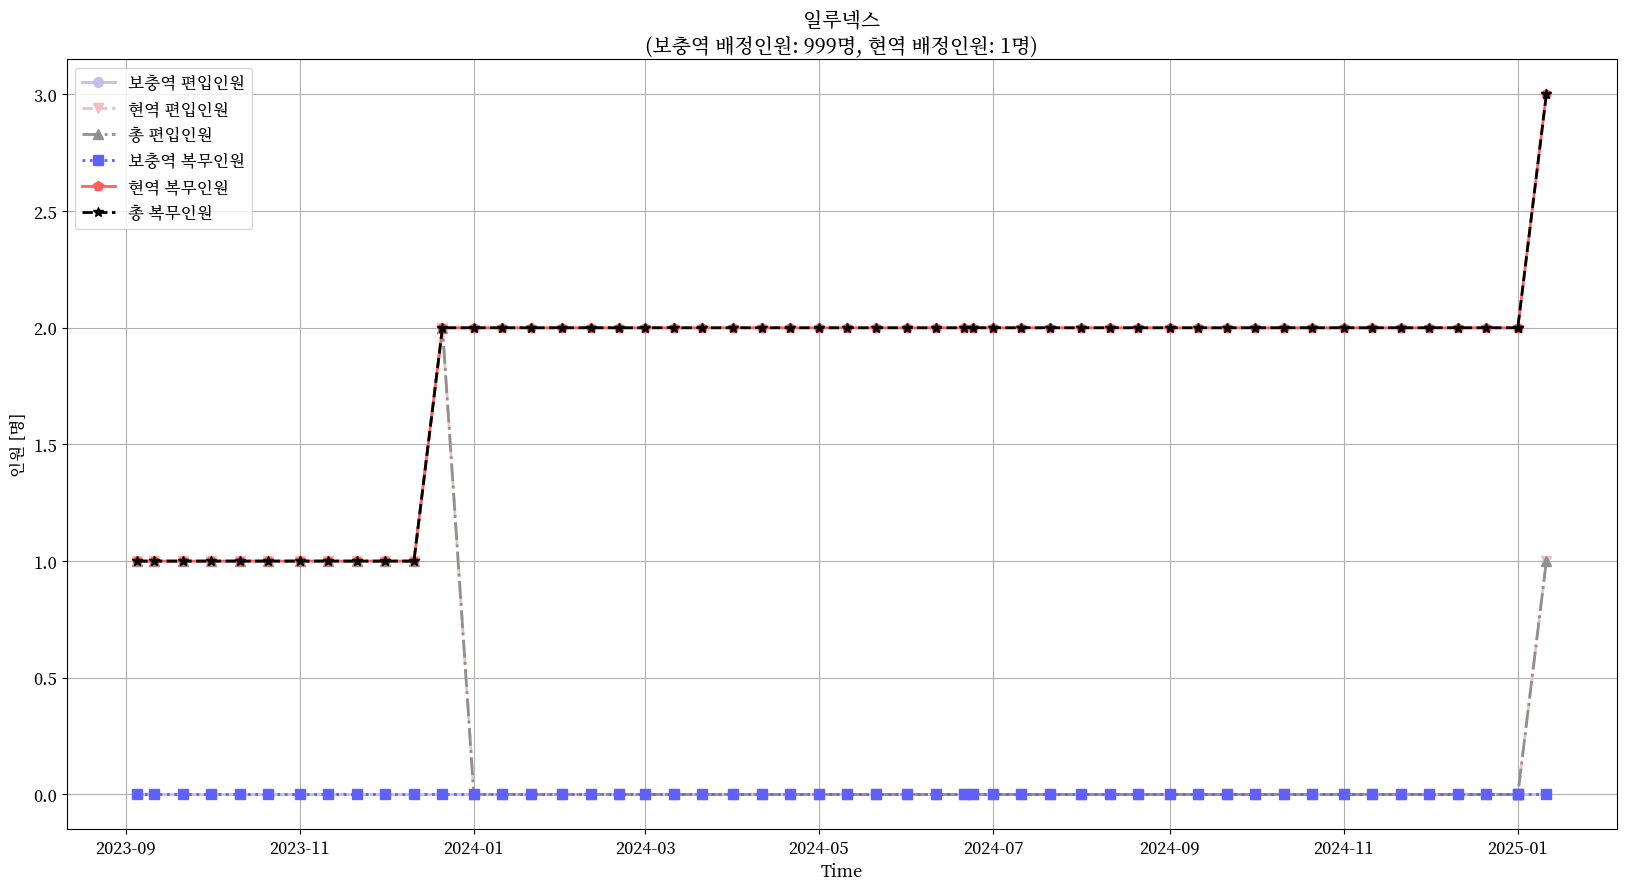 일루넥스
(보충역 배정인원: 999명, 현역 배정인원: 1명)
보충역 편입인원
현역 편입인원
총 편입인원
보충역 복무인원
현역 복무인원
총 복무인원
3.0
2.5
2.0
1.5
1.0
0.5
0.0
인원 [명]
2023-09 2023-11 2024-01 2024-03 2024-05 2024-07 2024-09 2024-11 2025-01
Time